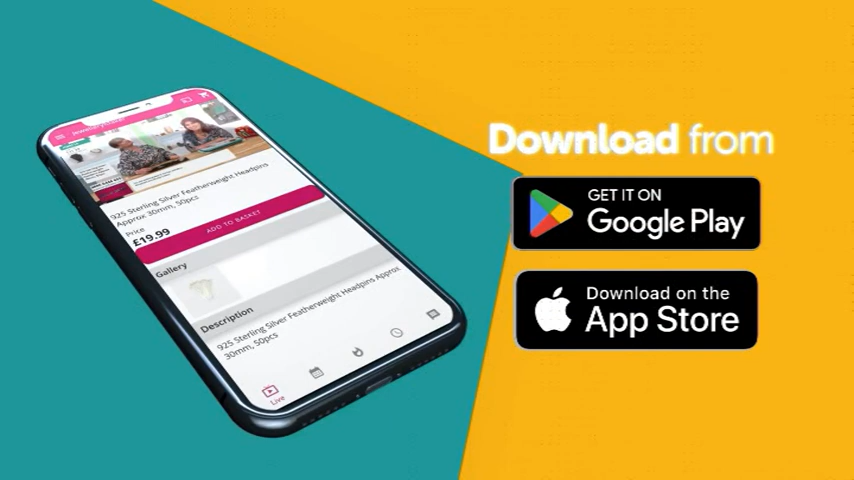 925 Sterling Silver Featherweight Headpins
Approx 30mm, 50pcs
Price
£19.99
ADD TO BASKET
Gallery
Description
925 Sterling Silver Featherweight Headpins Approx
30mm, 50pcs
Live
Download from
GET IT ON
Google Play
Download on the
App Store